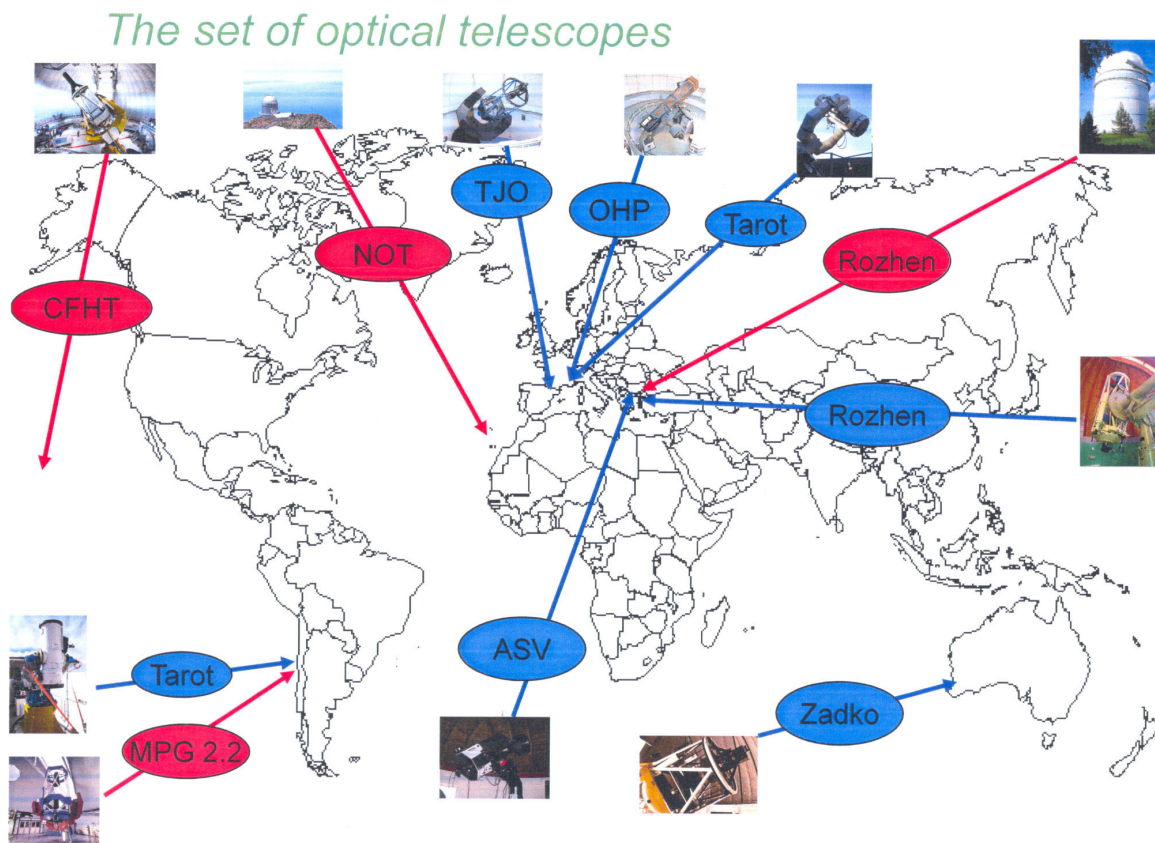 The set of optical telescopes
TJO
OHP
Tarot
NOT
Rozhen
CFHT
Rozhen
ASV
Tarot
Zadko
MPG 2.2